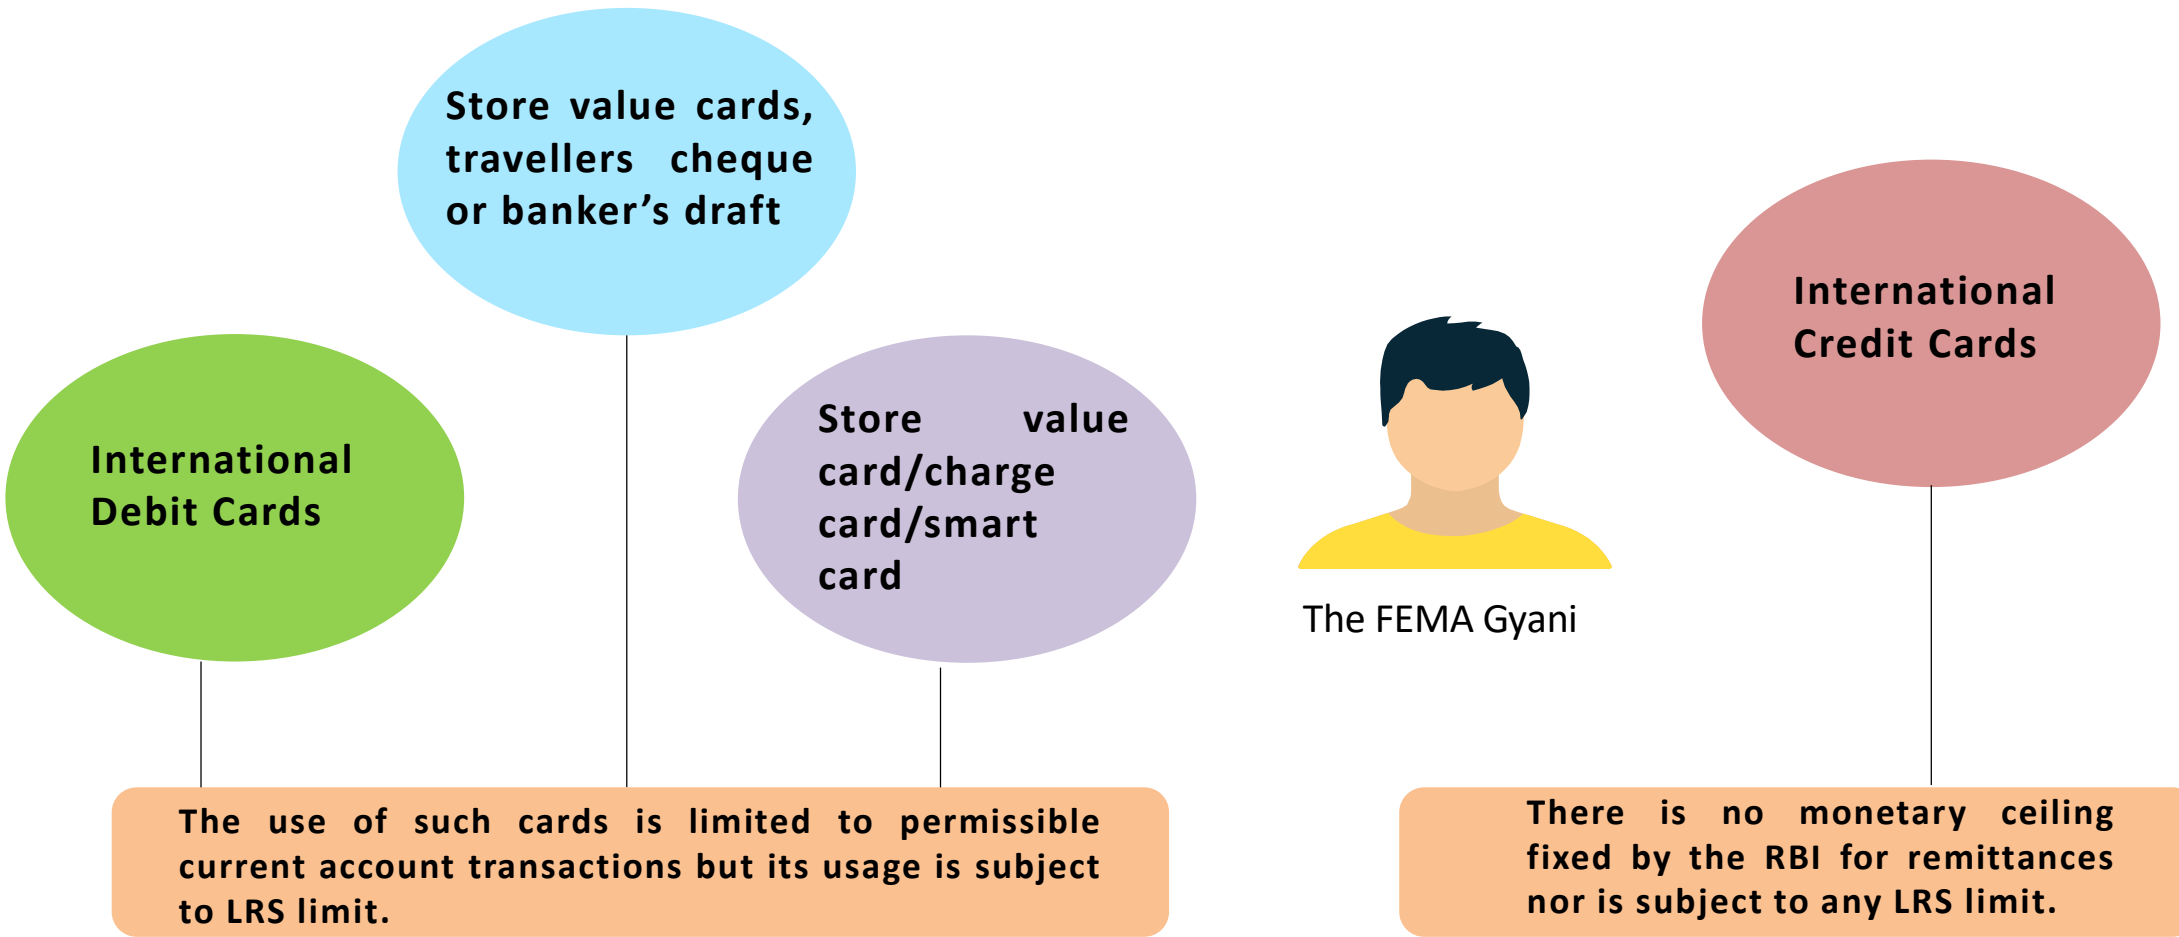 Store value cards,
travellers cheque
or banker’s draft
International
Credit Cards
International
Debit Cards
Store value
card/charge
card/smart
card
The FEMA Gyani
The use of such cards is limited to permissible
current account transactions but its usage is subject
to LRS limit.
There is no monetary ceiling
fixed by the RBI for remittances
nor is subject to any LRS limit.